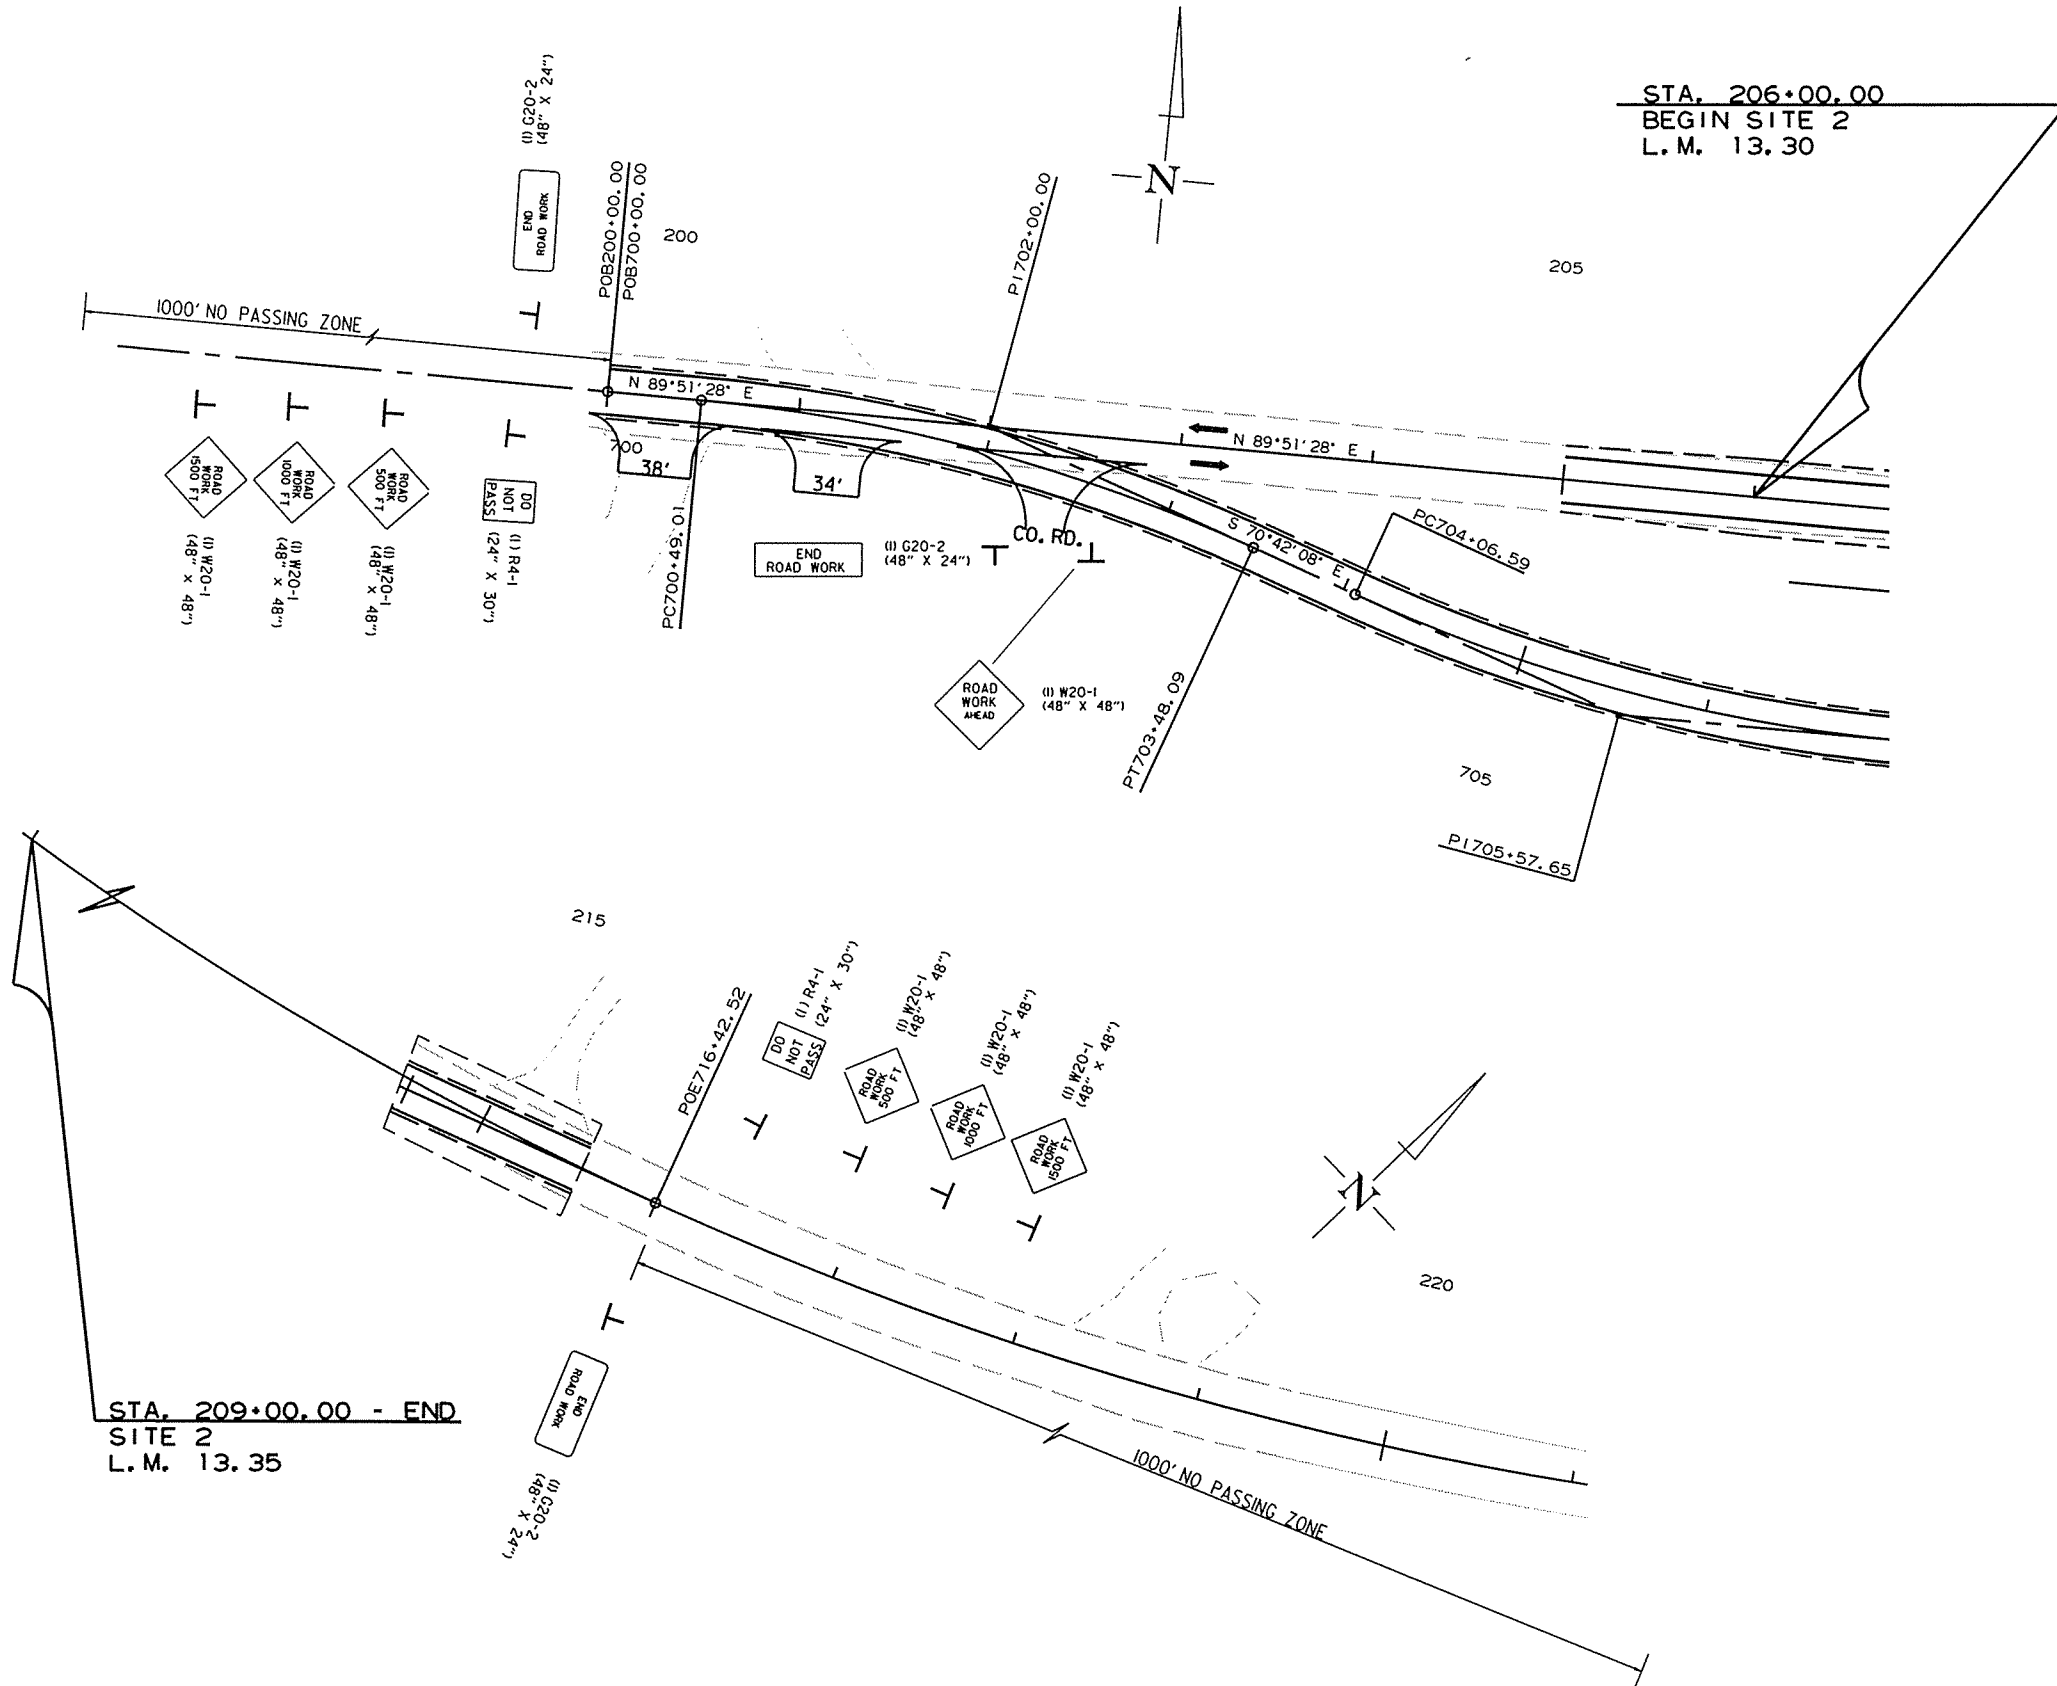 STA. 206+00.00
BEGIN SITE 2
L.M. 13.30
(1) G20-2
(48" X 24")
END
ROAD WORK
POB200+00.00
POB700+00.00
200
PI702+00.00
N
205
1000' NO PASSING ZONE
N 89°51'28" E
N 89°51'28" E
700
38'
34'
ROAD
WORK
1500 FT
(1) W20-1
(48" X 48")
ROAD
WORK
1000 FT
(1) W20-1
(48" X 48")
ROAD
WORK
500 FT
(1) W20-1
(48" X 48")
DO
NOT
PASS
(1) R4-1
(24" X 30")
PC700+49.01
END
ROAD WORK
(1) G20-2
(48" X 24")
CO. RD.
S 70°42'08" E
PC704+06.59
ROAD
WORK
AHEAD
(1) W20-1
(48" X 48")
PT703+48.09
705
PI705+57.65
215
POE716+42.52
DO
NOT
PASS
(1) R4-1
(24" X 30")
ROAD
WORK
500 FT
(1) W20-1
(48" X 48")
ROAD
WORK
1000 FT
(1) W20-1
(48" X 48")
ROAD
WORK
1500 FT
(1) W20-1
(48" X 48")
N
220
END
ROAD WORK
(1) G20-2
(48" X 24")
1000' NO PASSING ZONE
STA. 209+00.00 - END
SITE 2
L.M. 13.35